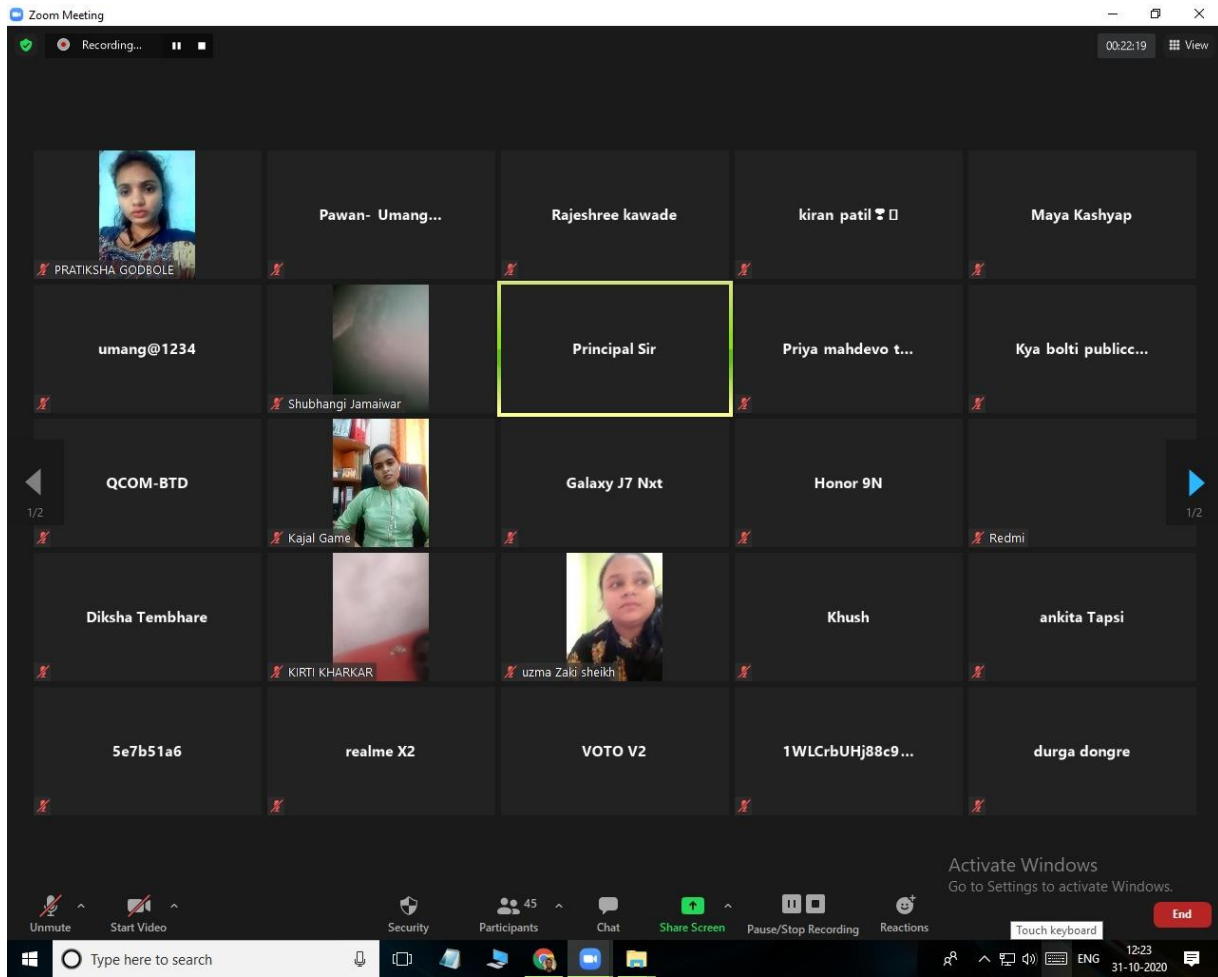 Zoom Meeting
Recording...
00:22:19 View
PRATIKSHA GODBOLE
Pawan- Umang...
Rajeshree kawade
kiran patil
Maya Kashyap
umang@1234
Shubhangi Jamaiwar
Principal Sir
Priya mahdevo t...
Kya bolti publicc...
QCOM-BTD
Kajal Game
Galaxy J7 Nxt
Honor 9N
Redmi
1/2
1/2
Diksha Tembhare
KIRTI KHARKAR
uzma Zaki sheikh
Khush
ankita Tapsi
5e7b51a6
realme X2
VOTO V2
1WLCrbUHj88c9...
durga dongre
Activate Windows
Go to Settings to activate Windows.
45
Unmute
Start Video
Security
Participants
Chat
Share Screen
Pause/Stop Recording
Reactions
End
Touch keyboard
Type here to search
ENG
12:23
31-10-2020